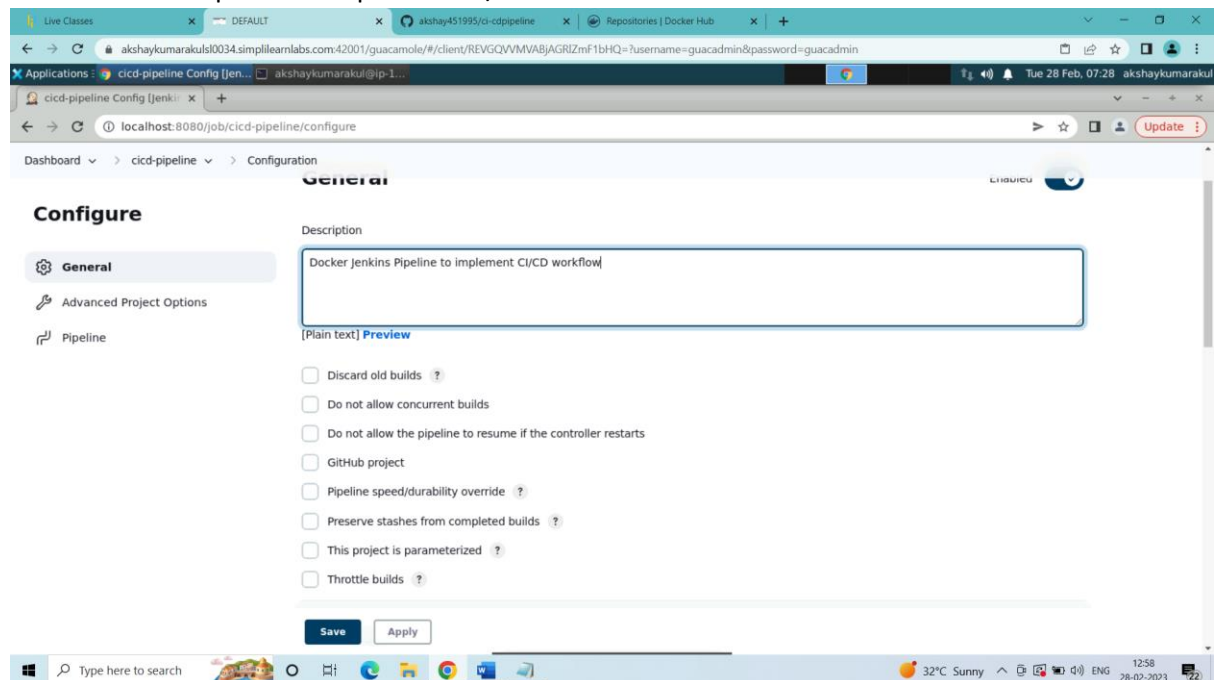 Live Classes
DEFAULT
akshay451995/ci-cdpipeline
Repositories | Docker Hub
akshaykumarakulsl0034.simplilearnlabs.com:42001/guacamole/#/client/REVGQVVMVABjAGRIZmF1bHQ=?username=guacadmin&password=guacadmin
Applications
cicd-pipeline Config [Jen...
akshaykumarakul@ip-1...
Tue 28 Feb, 07:28 akshaykumarakul
cicd-pipeline Config [Jenki
localhost:8080/job/cicd-pipeline/configure
Update
Dashboard > cicd-pipeline > Configuration
General
Enabled
Configure
Description
General
Docker Jenkins Pipeline to implement CI/CD workflow
Advanced Project Options
Pipeline
[Plain text] Preview
Discard old builds ?
Do not allow concurrent builds
Do not allow the pipeline to resume if the controller restarts
GitHub project
Pipeline speed/durability override ?
Preserve stashes from completed builds ?
This project is parameterized ?
Throttle builds ?
Save Apply
Type here to search
32°C Sunny
ENG
12:58
28-02-2023
22